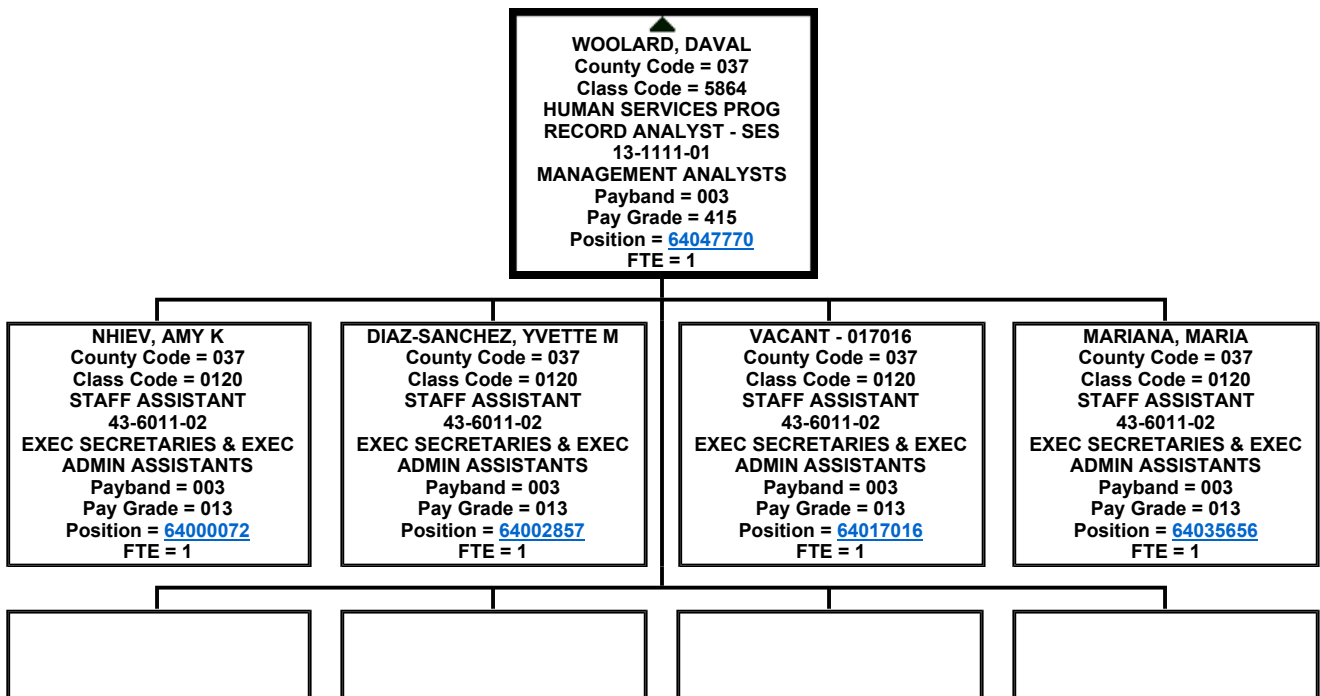 WOOLARD, DAVAL
County Code = 037
Class Code = 5864
HUMAN SERVICES PROG
RECORD ANALYST - SES
13-1111-01
MANAGEMENT ANALYSTS
Payband = 003
Pay Grade = 415
Position = 64047770
FTE = 1
NHIEV, AMY K
County Code = 037
Class Code = 0120
STAFF ASSISTANT
43-6011-02
EXEC SECRETARIES & EXEC
ADMIN ASSISTANTS
Payband = 003
Pay Grade = 013
Position = 64000072
FTE = 1
DIAZ-SANCHEZ, YVETTE M
County Code = 037
Class Code = 0120
STAFF ASSISTANT
43-6011-02
EXEC SECRETARIES & EXEC
ADMIN ASSISTANTS
Payband = 003
Pay Grade = 013
Position = 64002857
FTE = 1
VACANT - 017016
County Code = 037
Class Code = 0120
STAFF ASSISTANT
43-6011-02
EXEC SECRETARIES & EXEC
ADMIN ASSISTANTS
Payband = 003
Pay Grade = 013
Position = 64017016
FTE = 1
MARIANA, MARIA
County Code = 037
Class Code = 0120
STAFF ASSISTANT
43-6011-02
EXEC SECRETARIES & EXEC
ADMIN ASSISTANTS
Payband = 003
Pay Grade = 013
Position = 64035656
FTE = 1